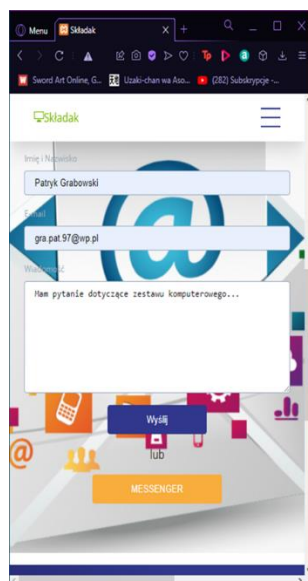 Menu
Składak
Sword Art Online, G...
Uzaki-chan wa Aso...
(282) Subskrypcje -...
Składak
Imię i Nazwisko
Patryk Grabowski
E-mail
gra.pat.97@wp.pl
Wiadomość
Mam pytanie dotyczące zestawu komputerowego...
Wyślij
lub
MESSENGER